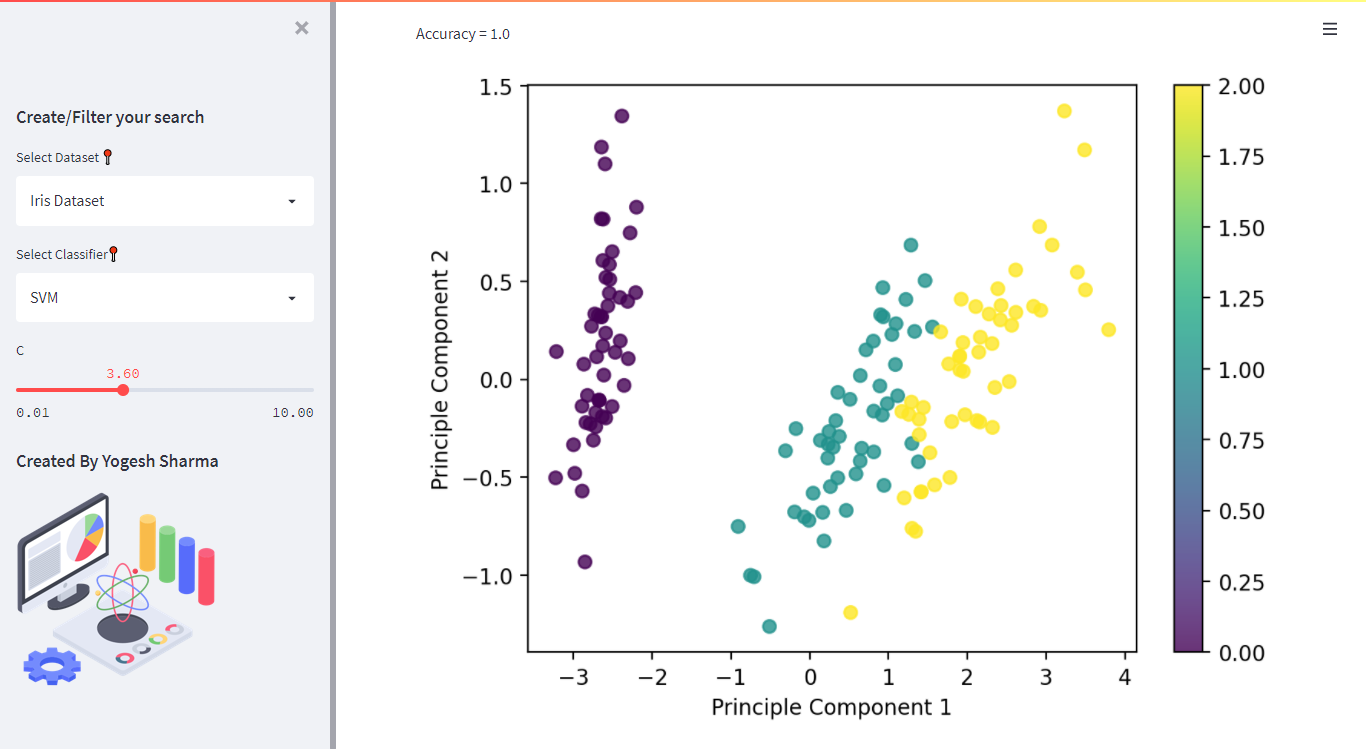 ×
Create/Filter your search
Select Dataset
Iris Dataset
Select Classifier
SVM
C
3.60
0.01 10.00
Created By Yogesh Sharma
Accuracy = 1.0
Principle Component 2
1.5
1.0
0.5
0.0
−0.5
−1.0
−3 −2 −1 0 1 2 3 4
Principle Component 1
2.00
1.75
1.50
1.25
1.00
0.75
0.50
0.25
0.00